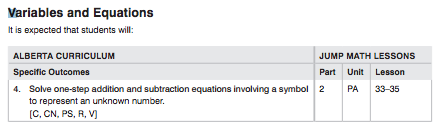 Variables and Equations
It is expected that students will:
ALBERTA CURRICULUM JUMP MATH LESSONS
Specific Outcomes Part Unit Lesson
4. Solve one-step addition and subtraction equations involving a symbol 2 PA 33–35
to represent an unknown number.
[C, CN, PS, R, V]